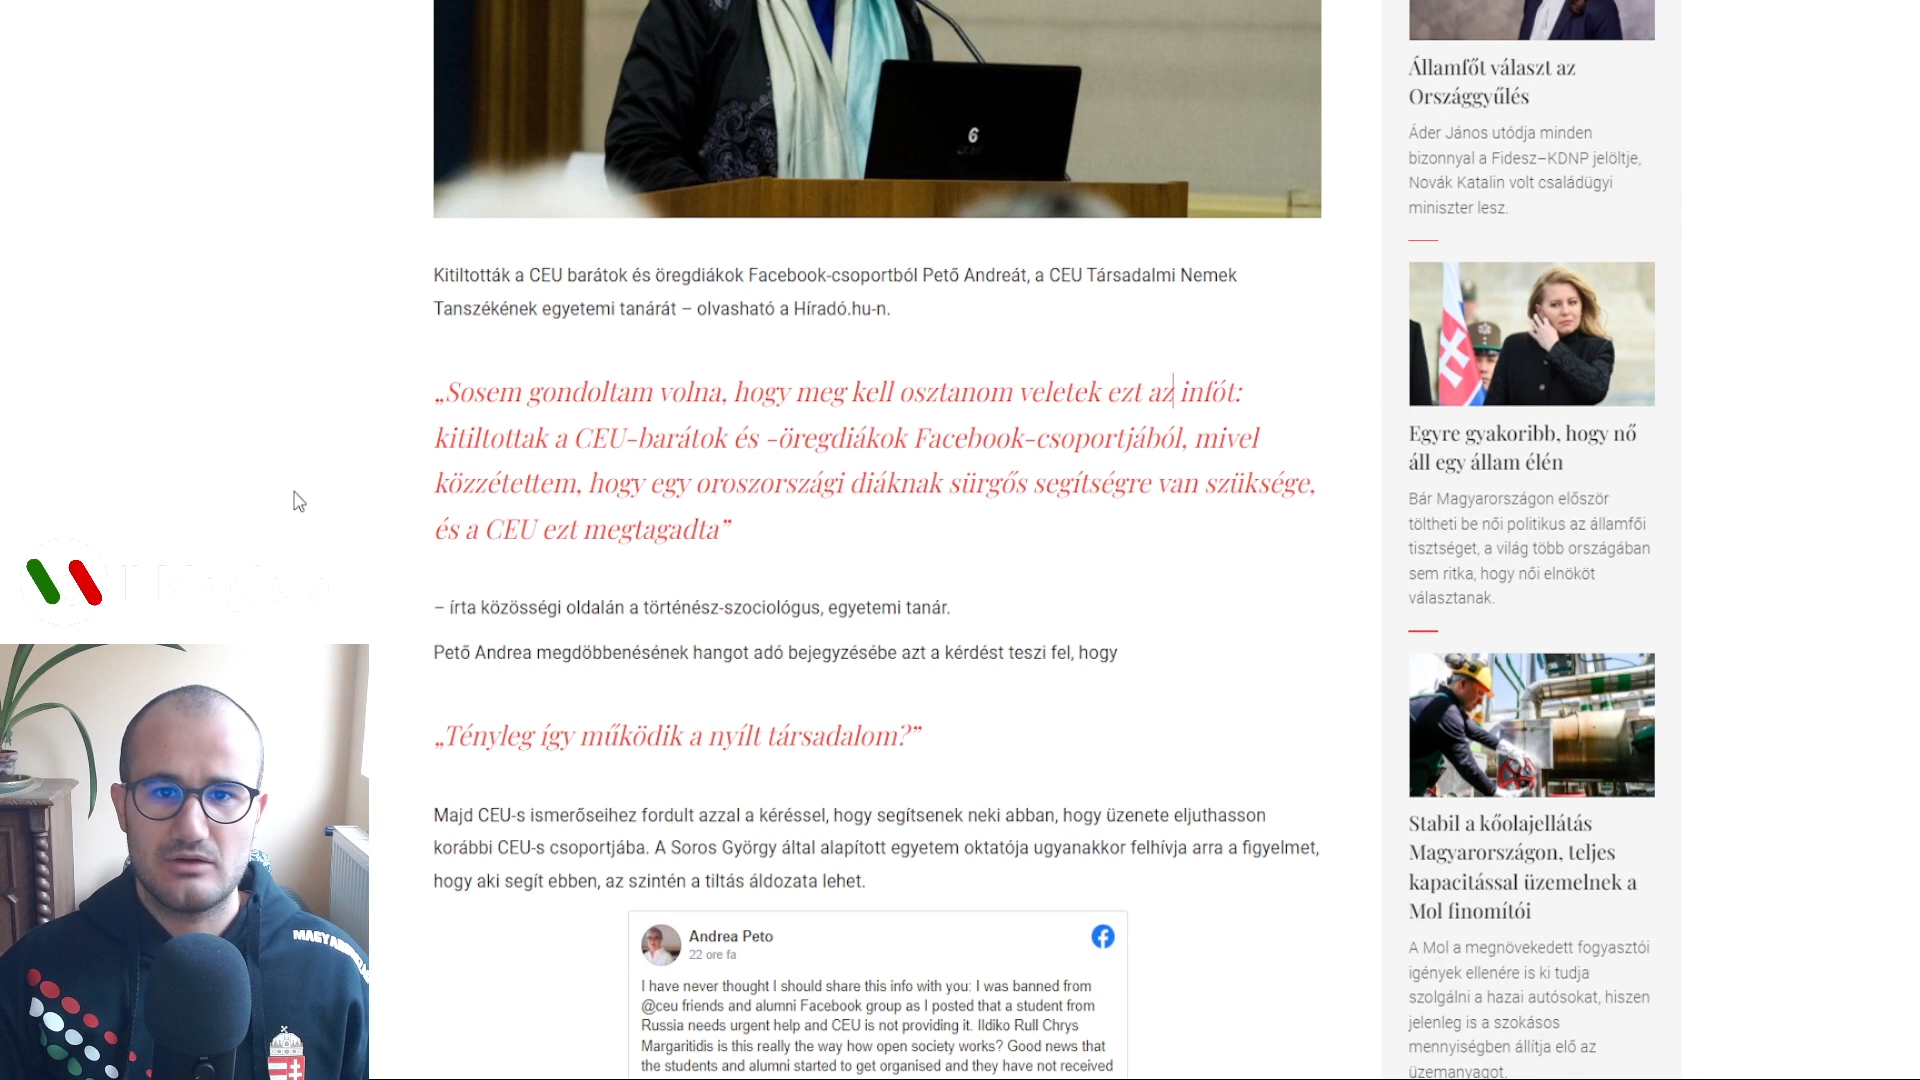 6
Kitiltották a CEU barátok és öregdiákok Facebook-csoportból Pető Andreát, a CEU Társadalmi Nemek
Tanszékének egyetemi tanárát – olvasható a Híradó.hu-n.
„Sosem gondoltam volna, hogy meg kell osztanom veletek ezt az infót:
kitiltottak a CEU-barátok és -öregdiákok Facebook-csoportjából, mivel
közzétettem, hogy egy oroszországi diáknak sürgős segítségre van szüksége,
és a CEU ezt megtagadta”
– írta közösségi oldalán a történész-szociológus, egyetemi tanár.
Pető Andrea megdöbbenésének hangot adó bejegyzésébe azt a kérdést teszi fel, hogy
„Tényleg így működik a nyílt társadalom?”
Majd CEU-s ismerőseihez fordult azzal a kéréssel, hogy segítsenek neki abban, hogy üzenete eljuthasson
korábbi CEU-s csoportjába. A Soros György által alapított egyetem oktatója ugyanakkor felhívja arra a figyelmet,
hogy aki segít ebben, az szintén a tiltás áldozata lehet.
Andrea Peto
22 ore fa
I have never thought I should share this info with you: I was banned from
@ceu friends and alumni Facebook group as I posted that a student from
Russia needs urgent help and CEU is not providing it. Ildiko Rull Chrys
Margaritidis is this really the way how open society works? Good news that
the students and alumni started to get organised and they have not received
Államfőt választ az
Országgyűlés
Áder János utódja minden
bizonnyal a Fidesz–KDNP jelöltje,
Novák Katalin volt családügyi
miniszter lesz.
Egyre gyakoribb, hogy nő
áll egy állam élén
Bár Magyarországon először
töltheti be női politikus az államfői
tisztséget, a világ több országában
sem ritka, hogy női elnököt
választanak.
Stabil a kőolajellátás
Magyarországon, teljes
kapacitással üzemelnek a
Mol finomítói
A Mol a megnövekedett fogyasztói
igények ellenére is ki tudja
szolgálni a hazai autósokat, hiszen
jelenleg is a szokásos
mennyiségben állítja elő az
üzemanyagot.